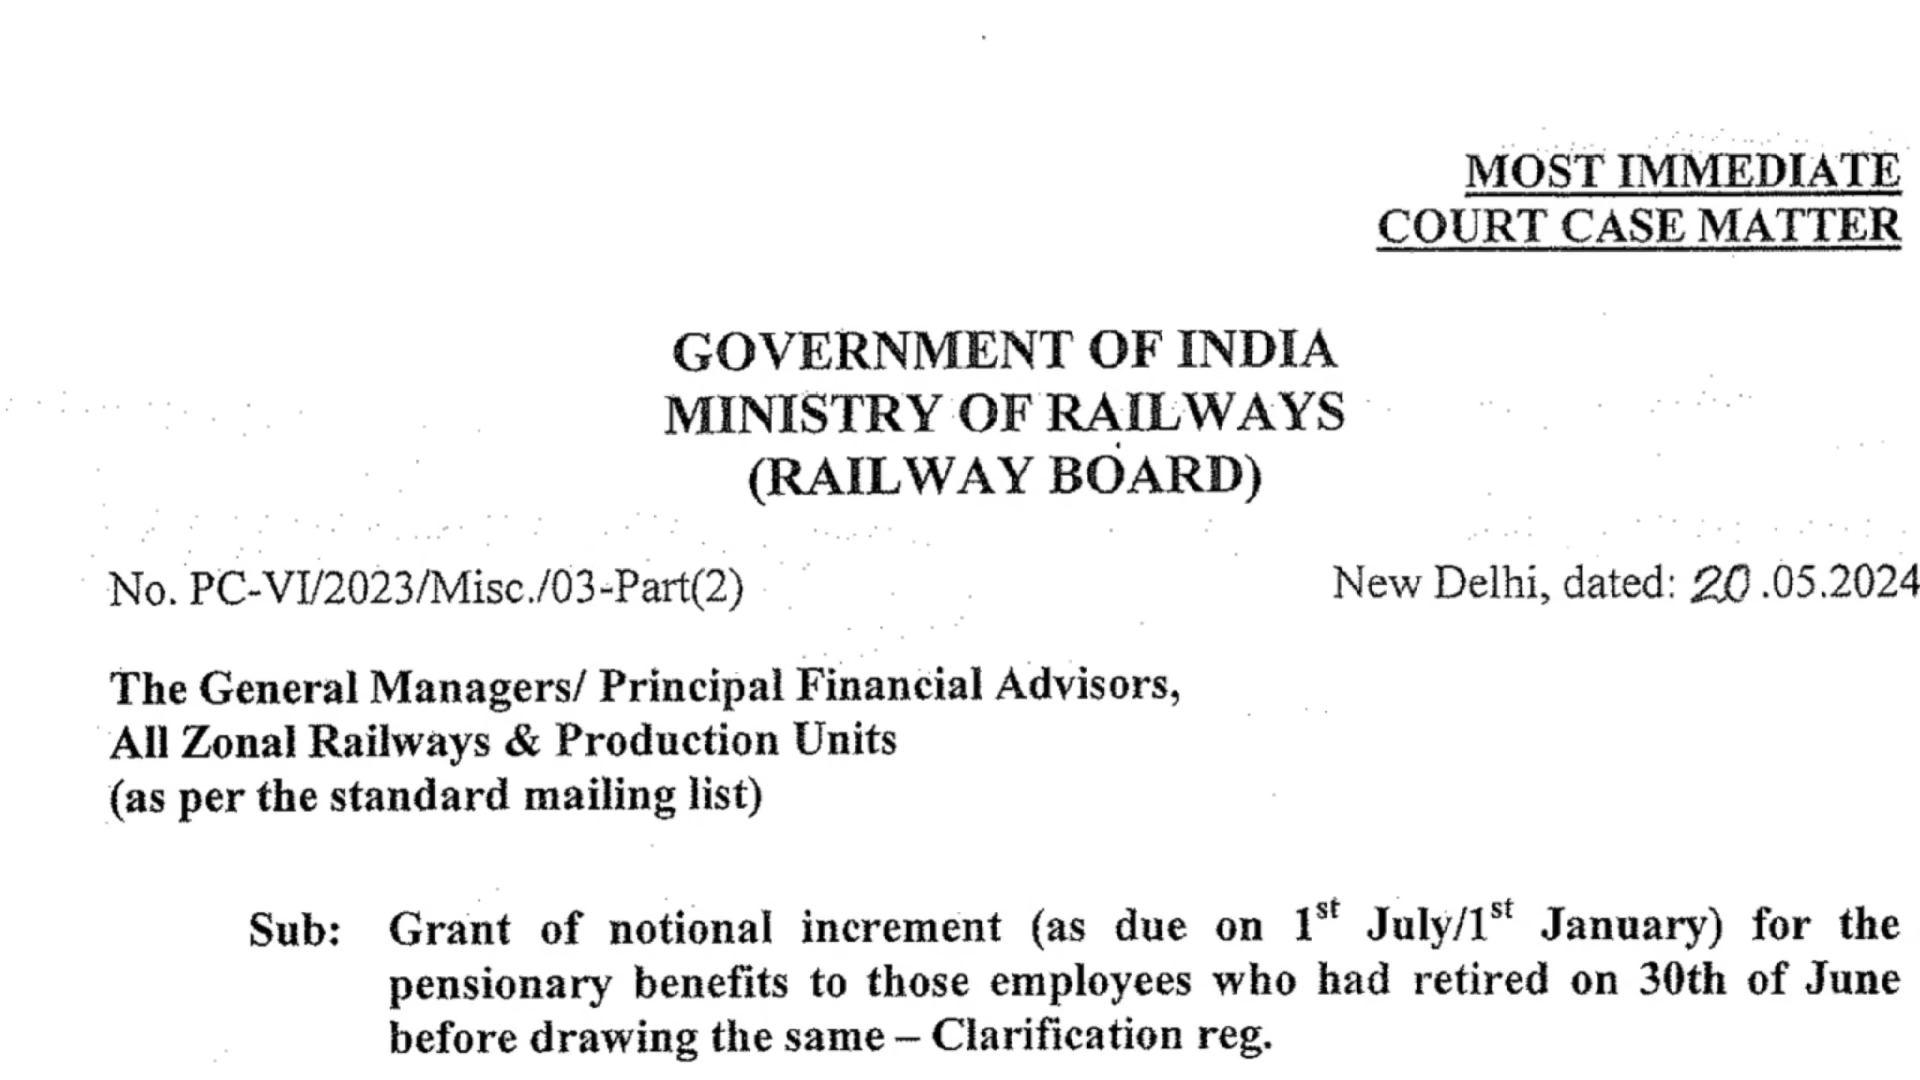 MOST IMMEDIATE
COURT CASE MATTER
GOVERNMENT OF INDIA
MINISTRY OF RAILWAYS
(RAILWAY BOARD)
No. PC-VI/2023/Misc./03-Part(2)
New Delhi, dated: 20.05.2024
The General Managers/ Principal Financial Advisors,
All Zonal Railways & Production Units
(as per the standard mailing list)
Sub: Grant of notional increment (as due on 1st July/1st January) for the
pensionary benefits to those employees who had retired on 30th of June
before drawing the same – Clarification reg.